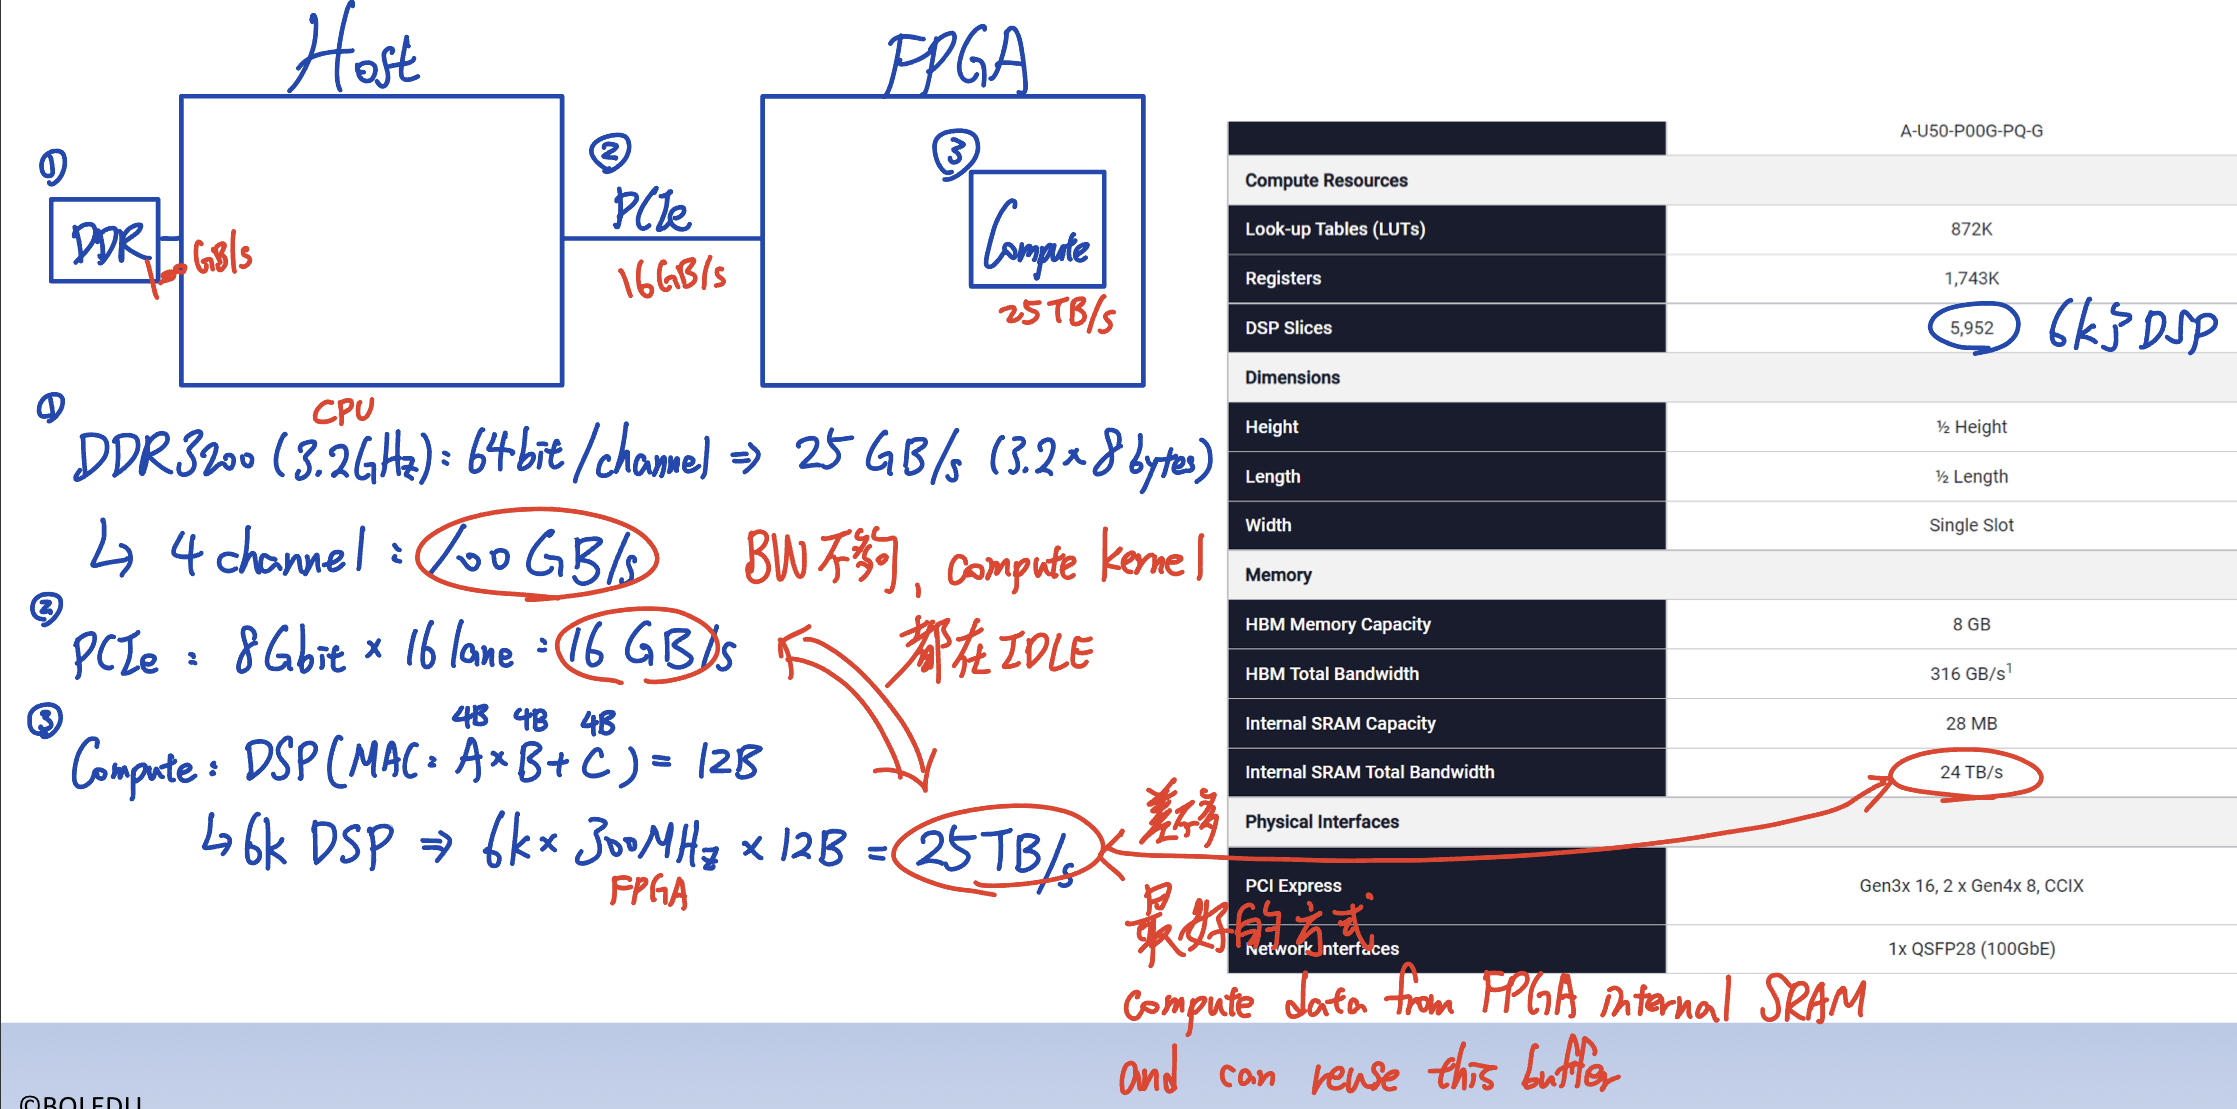 Host
FPGA
①
②
③
DDR
GB/s
PCIe
16GB/s
Compute
25TB/s
CPU
①
DDR3200 (3.2GHz): 64bit/channel ⇒ 25 GB/s (3.2 × 8 bytes)
↳ 4 channel : 100 GB/s
BW不夠, compute kernel
都在IDLE
②
PCIe : 8Gbit × 16 lane : 16 GB/s
③
4B 4B 4B
Compute: DSP (MAC: A × B + C) = 12B
↳ 6k DSP ⇒ 6k × 300MHz × 12B = 25TB/s
FPGA
差不多
最好的方式
compute data from FPGA internal SRAM
and can reuse this buffer
A-U50-P00G-PQ-G
Compute Resources
Look-up Tables (LUTs) 872K
Registers 1,743K
DSP Slices 5,952 6k DSP
Dimensions
Height ½ Height
Length ½ Length
Width Single Slot
Memory
HBM Memory Capacity 8 GB
HBM Total Bandwidth 316 GB/s¹
Internal SRAM Capacity 28 MB
Internal SRAM Total Bandwidth 24 TB/s
Physical Interfaces
PCI Express Gen3x 16, 2 x Gen4x 8, CCIX
Network Interfaces 1x QSFP28 (100GbE)
©BOLEDU